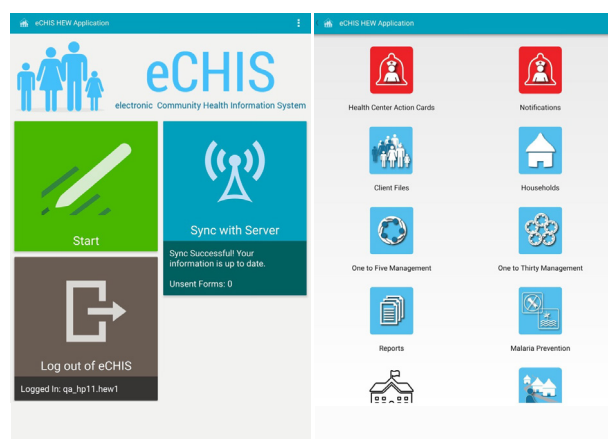 eCHIS HEW Application
eCHIS
electronic Community Health Information System
Start
Sync with Server
Sync Successful! Your
information is up to date.
Unsent Forms: 0
Log out of eCHIS
Logged In: qa_hp11.hew1
eCHIS HEW Application
Health Center Action Cards
Notifications
Client Files
Households
One to Five Management
One to Thirty Management
Reports
Malaria Prevention